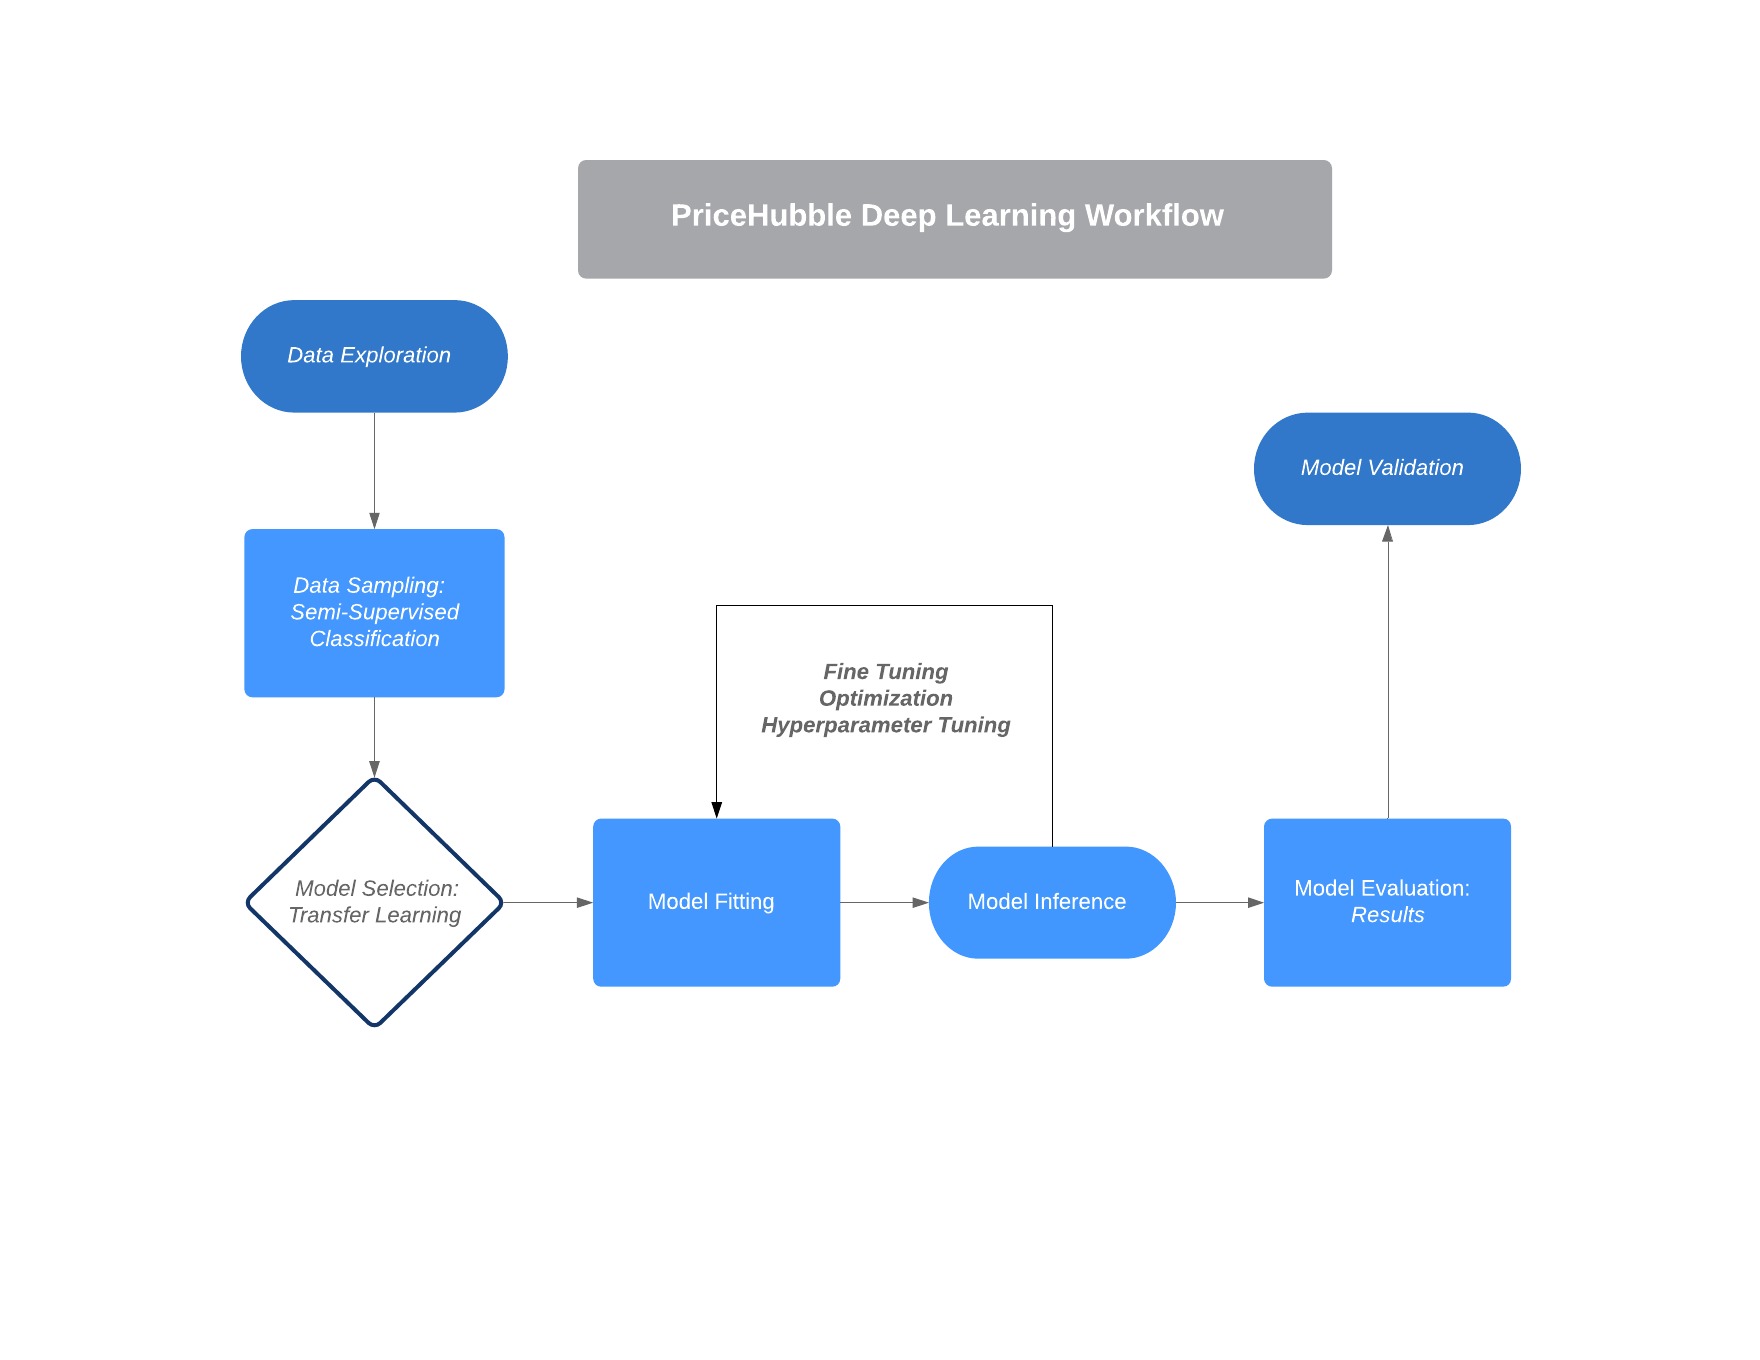 PriceHubble Deep Learning Workflow
Data Exploration
Data Sampling:
Semi-Supervised
Classification
Model Selection:
Transfer Learning
Fine Tuning
Optimization
Hyperparameter Tuning
Model Fitting
Model Inference
Model Evaluation:
Results
Model Validation